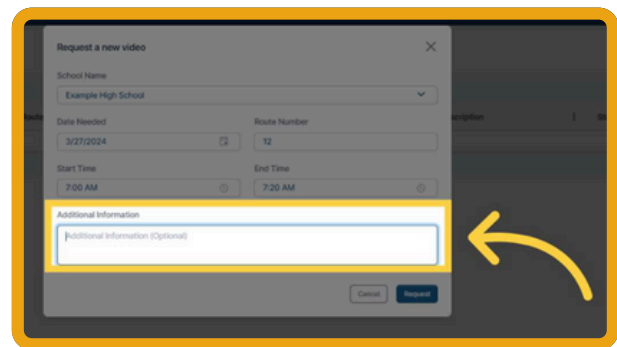 Request a new video
School Name
Example High School
Date Needed
Route Number
3/27/2024
12
Start Time
End Time
7:00 AM
7:20 AM
Additional Information
Additional Information (Optional)
Cancel
Request